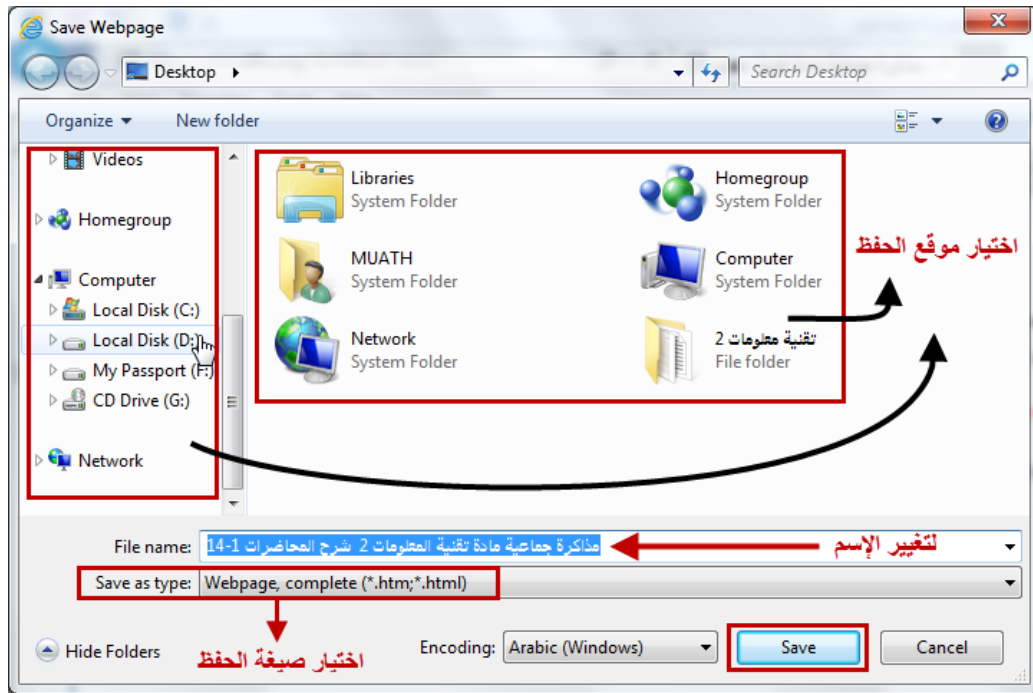 Save Webpage
Desktop
Search Desktop
Organize
New folder
Videos
Homegroup
Computer
Local Disk (C:)
Local Disk (D:)
My Passport (F:)
CD Drive (G:)
Network
Libraries
System Folder
Homegroup
System Folder
MUATH
System Folder
Computer
System Folder
Network
System Folder
تقنية معلومات 2
File folder
اختيار موقع الحفظ
File name: مذاكرة جماعية مادة تقنية المعلومات 2 شرح المحاضرات 1-14
لتغيير الإسم
Save as type: Webpage, complete (*.htm;*.html)
اختيار صيغة الحفظ
Hide Folders
Encoding: Arabic (Windows)
Save
Cancel